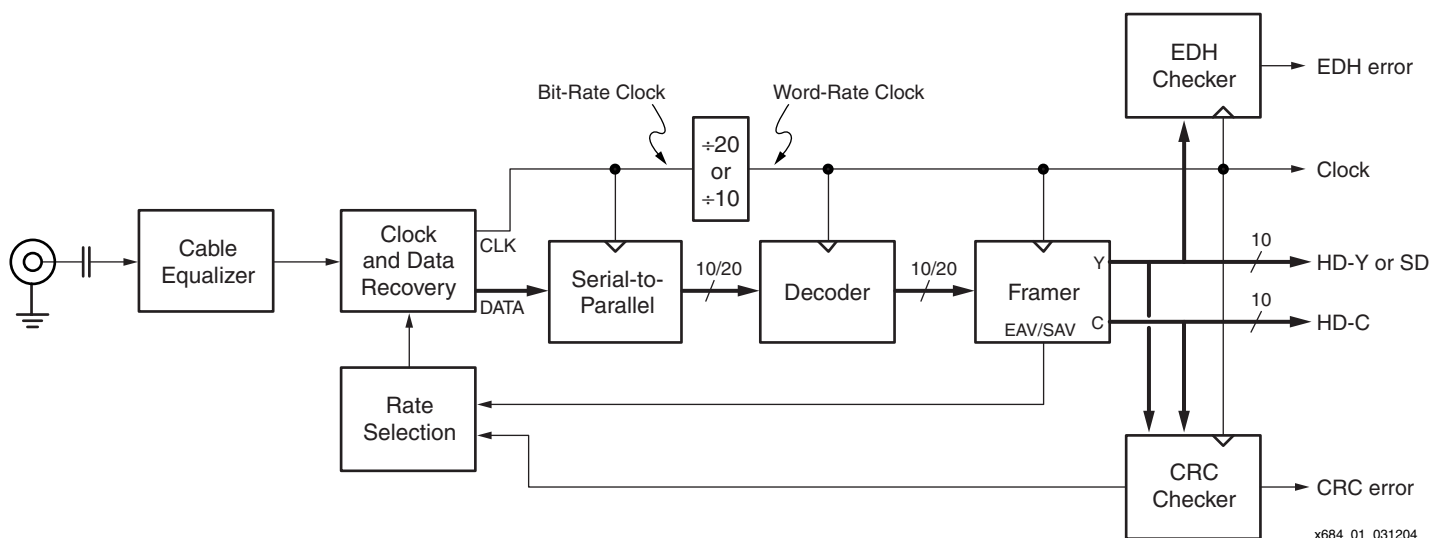 EDH
Checker
EDH error
Bit-Rate Clock
Word-Rate Clock
÷20
or
÷10
Clock
Cable
Equalizer
Clock
and Data
Recovery
CLK
DATA
Serial-to-
Parallel
10/20
Decoder
10/20
Framer
Y
C
EAV/SAV
10
HD-Y or SD
10
HD-C
Rate
Selection
CRC
Checker
CRC error
x684_01_031204